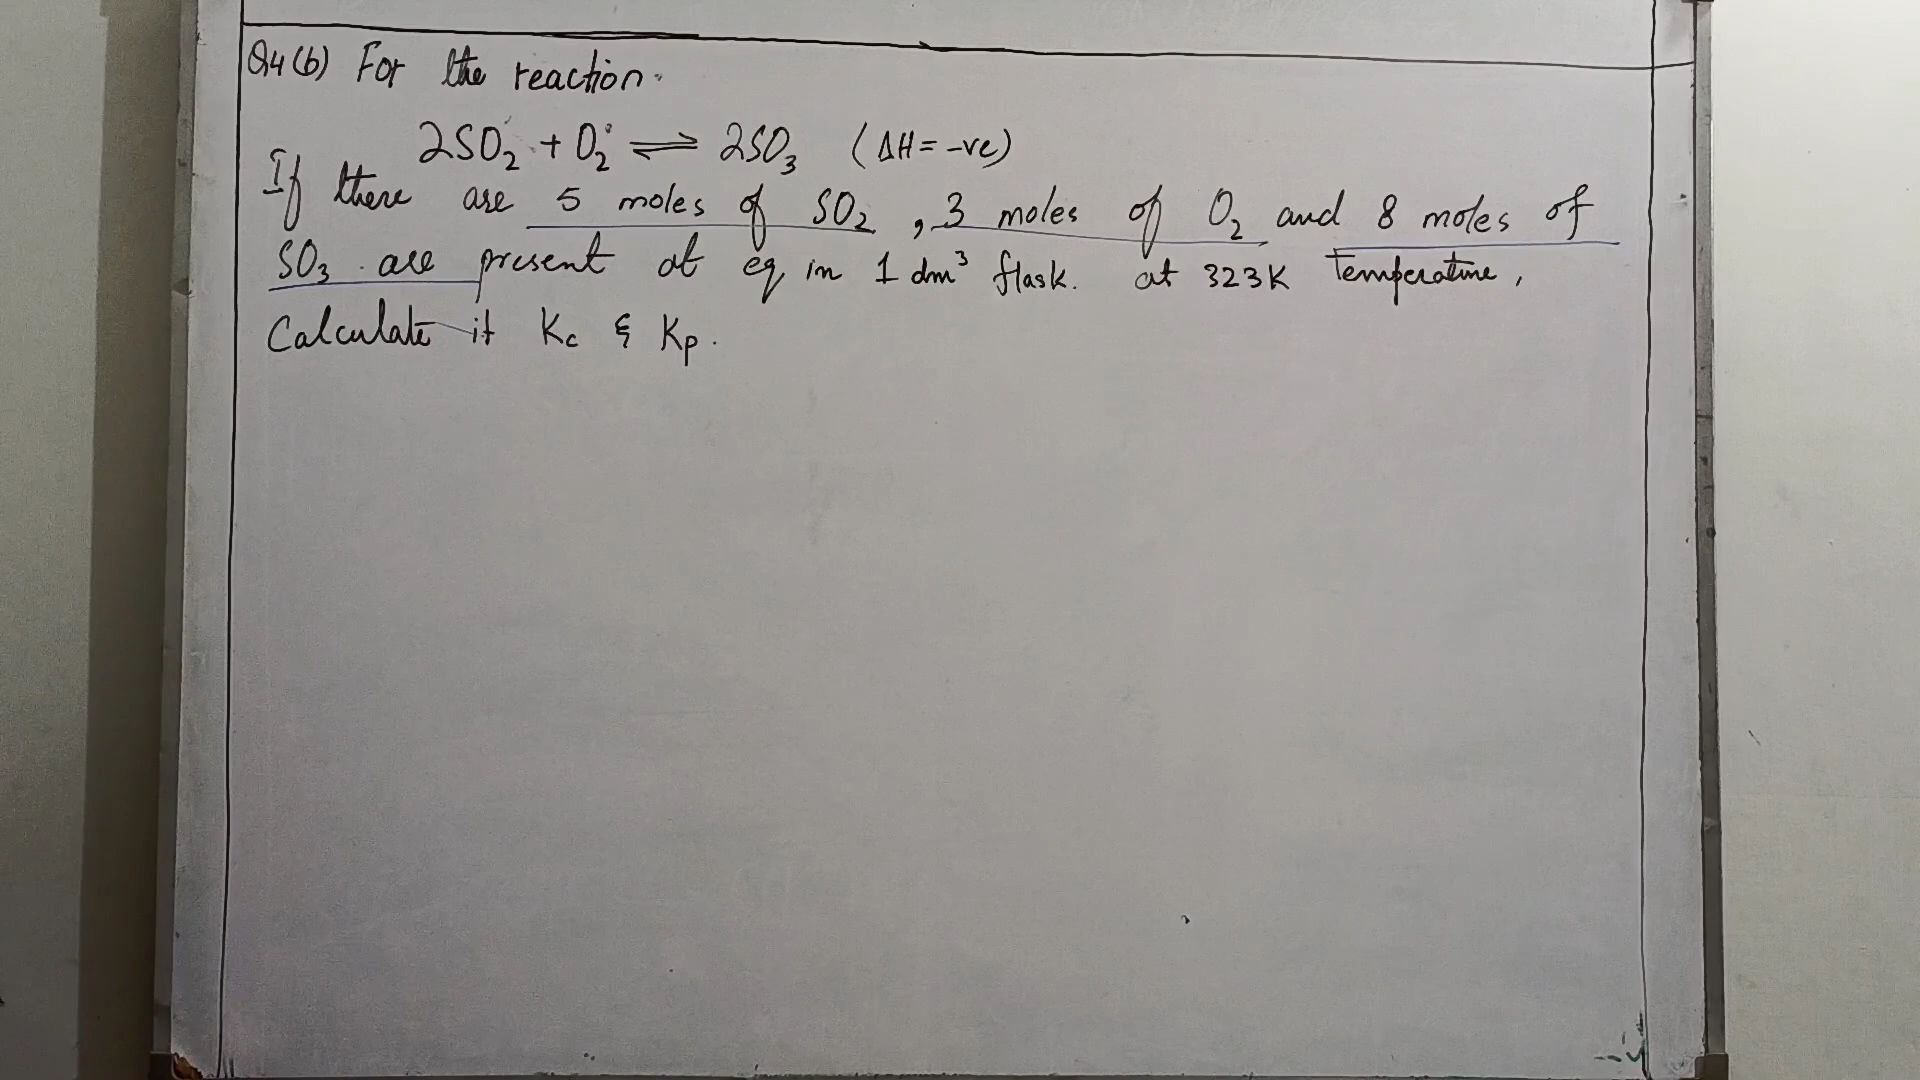 Q4(b) For the reaction.
2SO₂ + O₂ ⇌ 2SO₃ (ΔH = -ve)
If there are 5 moles of SO₂, 3 moles of O₂ and 8 moles of
SO₃ are present at eq in 1 dm³ flask. at 323K Temperature,
Calculate it Kc & Kp.